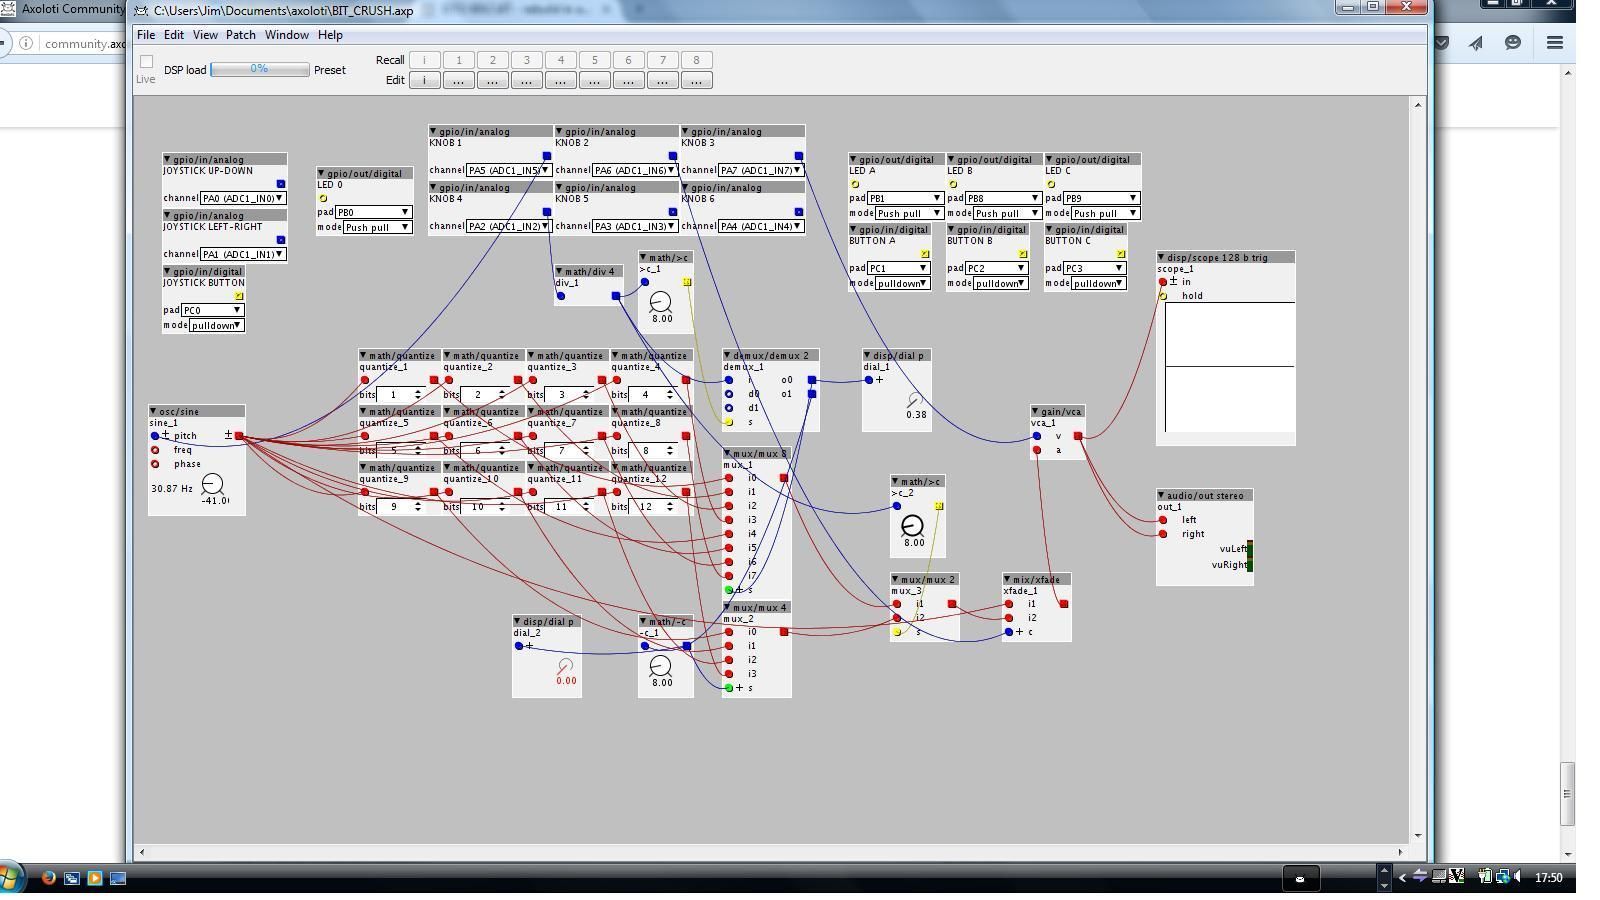 Axoloti Community
C:\Users\Jim\Documents\axoloti\BIT_CRUSH.axp
community.axo
File Edit View Patch Window Help
Live
DSP load 0% Preset
Recall i 1 2 3 4 5 6 7 8
Edit i ... ... ... ... ... ... ... ...
gpio/in/analog
JOYSTICK UP-DOWN
channel PA0 (ADC1_IN0)
gpio/in/analog
JOYSTICK LEFT-RIGHT
channel PA1 (ADC1_IN1)
gpio/in/digital
JOYSTICK BUTTON
pad PC0
mode pulldown
gpio/out/digital
LED 0
pad PB0
mode Push pull
gpio/in/analog
KNOB 1
channel PA5 (ADC1_IN5)
gpio/in/analog
KNOB 2
channel PA6 (ADC1_IN6)
gpio/in/analog
KNOB 3
channel PA7 (ADC1_IN7)
gpio/in/analog
KNOB 4
channel PA2 (ADC1_IN2)
gpio/in/analog
KNOB 5
channel PA3 (ADC1_IN3)
gpio/in/analog
KNOB 6
channel PA4 (ADC1_IN4)
gpio/out/digital
LED A
pad PB1
mode Push pull
gpio/out/digital
LED B
pad PB8
mode Push pull
gpio/out/digital
LED C
pad PB9
mode Push pull
gpio/in/digital
BUTTON A
pad PC1
mode pulldown
gpio/in/digital
BUTTON B
pad PC2
mode pulldown
gpio/in/digital
BUTTON C
pad PC3
mode pulldown
disp/scope 128 b trig
scope_1
± in
hold
math/div 4
div_1
math/>c
>c_1
8.00
osc/sine
sine_1
± pitch ±
freq
phase
30.87 Hz
-41.0
math/quantize
quantize_1
bits 1
math/quantize
quantize_2
bits 2
math/quantize
quantize_3
bits 3
math/quantize
quantize_4
bits 4
math/quantize
quantize_5
bits 5
math/quantize
quantize_6
bits 6
math/quantize
quantize_7
bits 7
math/quantize
quantize_8
bits 8
math/quantize
quantize_9
bits 9
math/quantize
quantize_10
bits 10
math/quantize
quantize_11
bits 11
math/quantize
quantize_12
bits 12
demux/demux 2
demux_1
i o0
d0 o1
d1
s
disp/dial p
dial_1
+
0.38
gain/vca
vca_1
v
a
mux/mux 8
mux_1
i0
i1
i2
i3
i4
i5
i6
i7
+ s
math/>c
>c_2
8.00
audio/out stereo
out_1
left
right
vuLeft
vuRight
disp/dial p
dial_2
+
0.00
math/-c
-c_1
8.00
mux/mux 4
mux_2
i0
i1
i2
i3
+ s
mux/mux 2
mux_3
i1
i2
s
mix/xfade
xfade_1
i1
i2
+ c
17:50